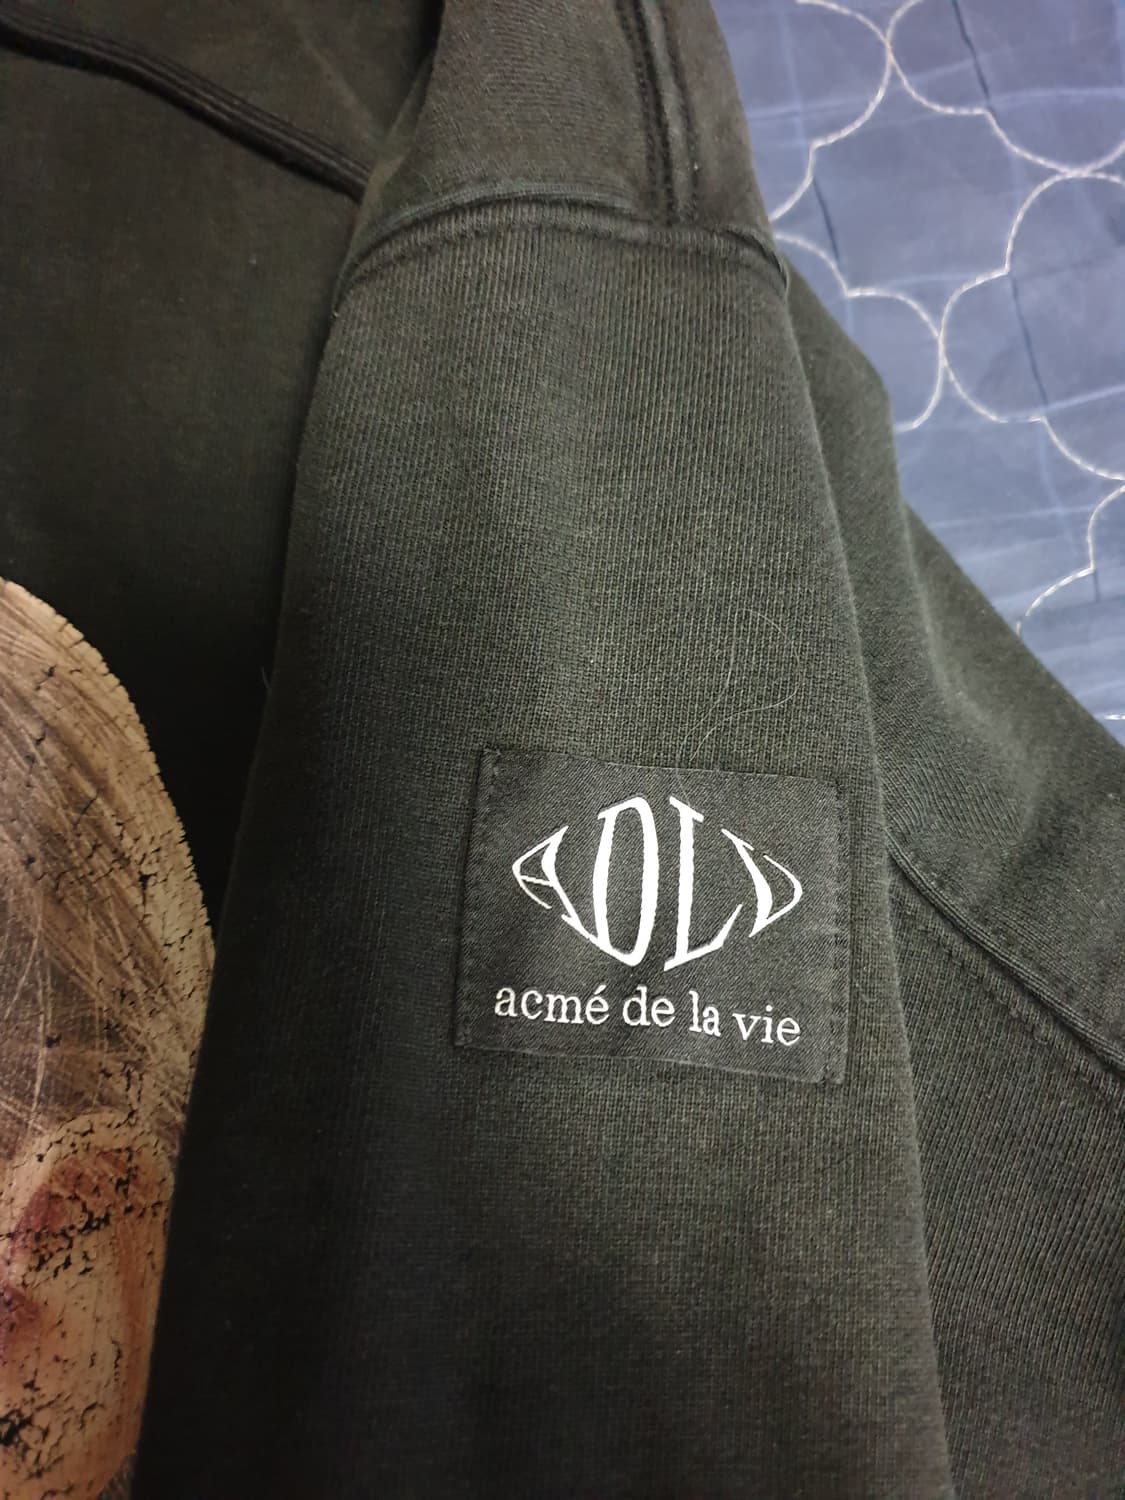 ADLV
acmé de la vie